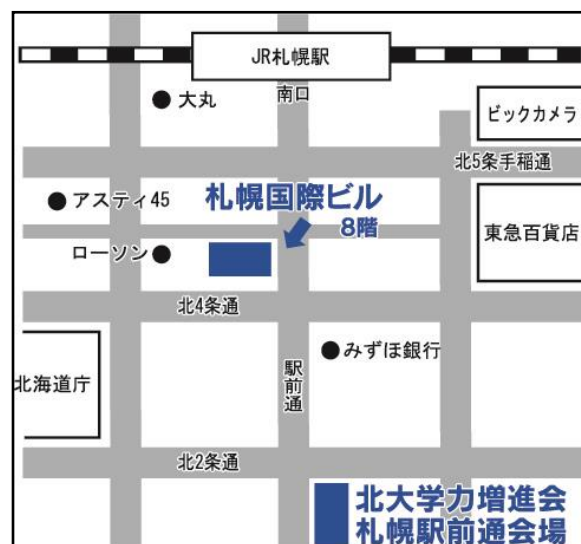 JR札幌駅
大丸
南口
ビックカメラ
北5条手稲通
アスティ45
札幌国際ビル
8階
東急百貨店
ローソン
北4条通
みずほ銀行
北海道庁
駅前通
北2条通
北大学力増進会
札幌駅前通会場